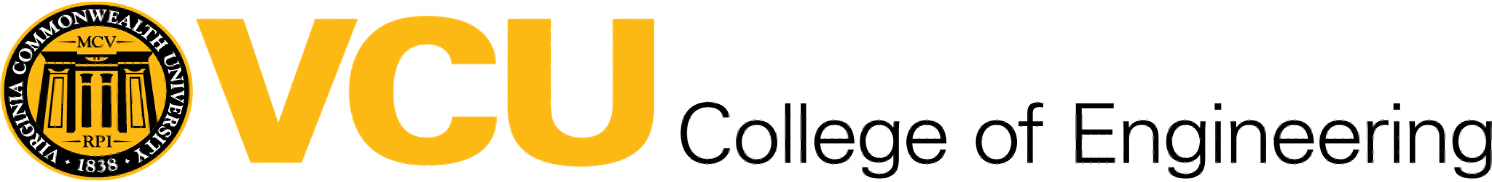 VIRGINIA COMMONWEALTH UNIVERSITY
MCV
RPI
· 1838 ·
VCU College of Engineering